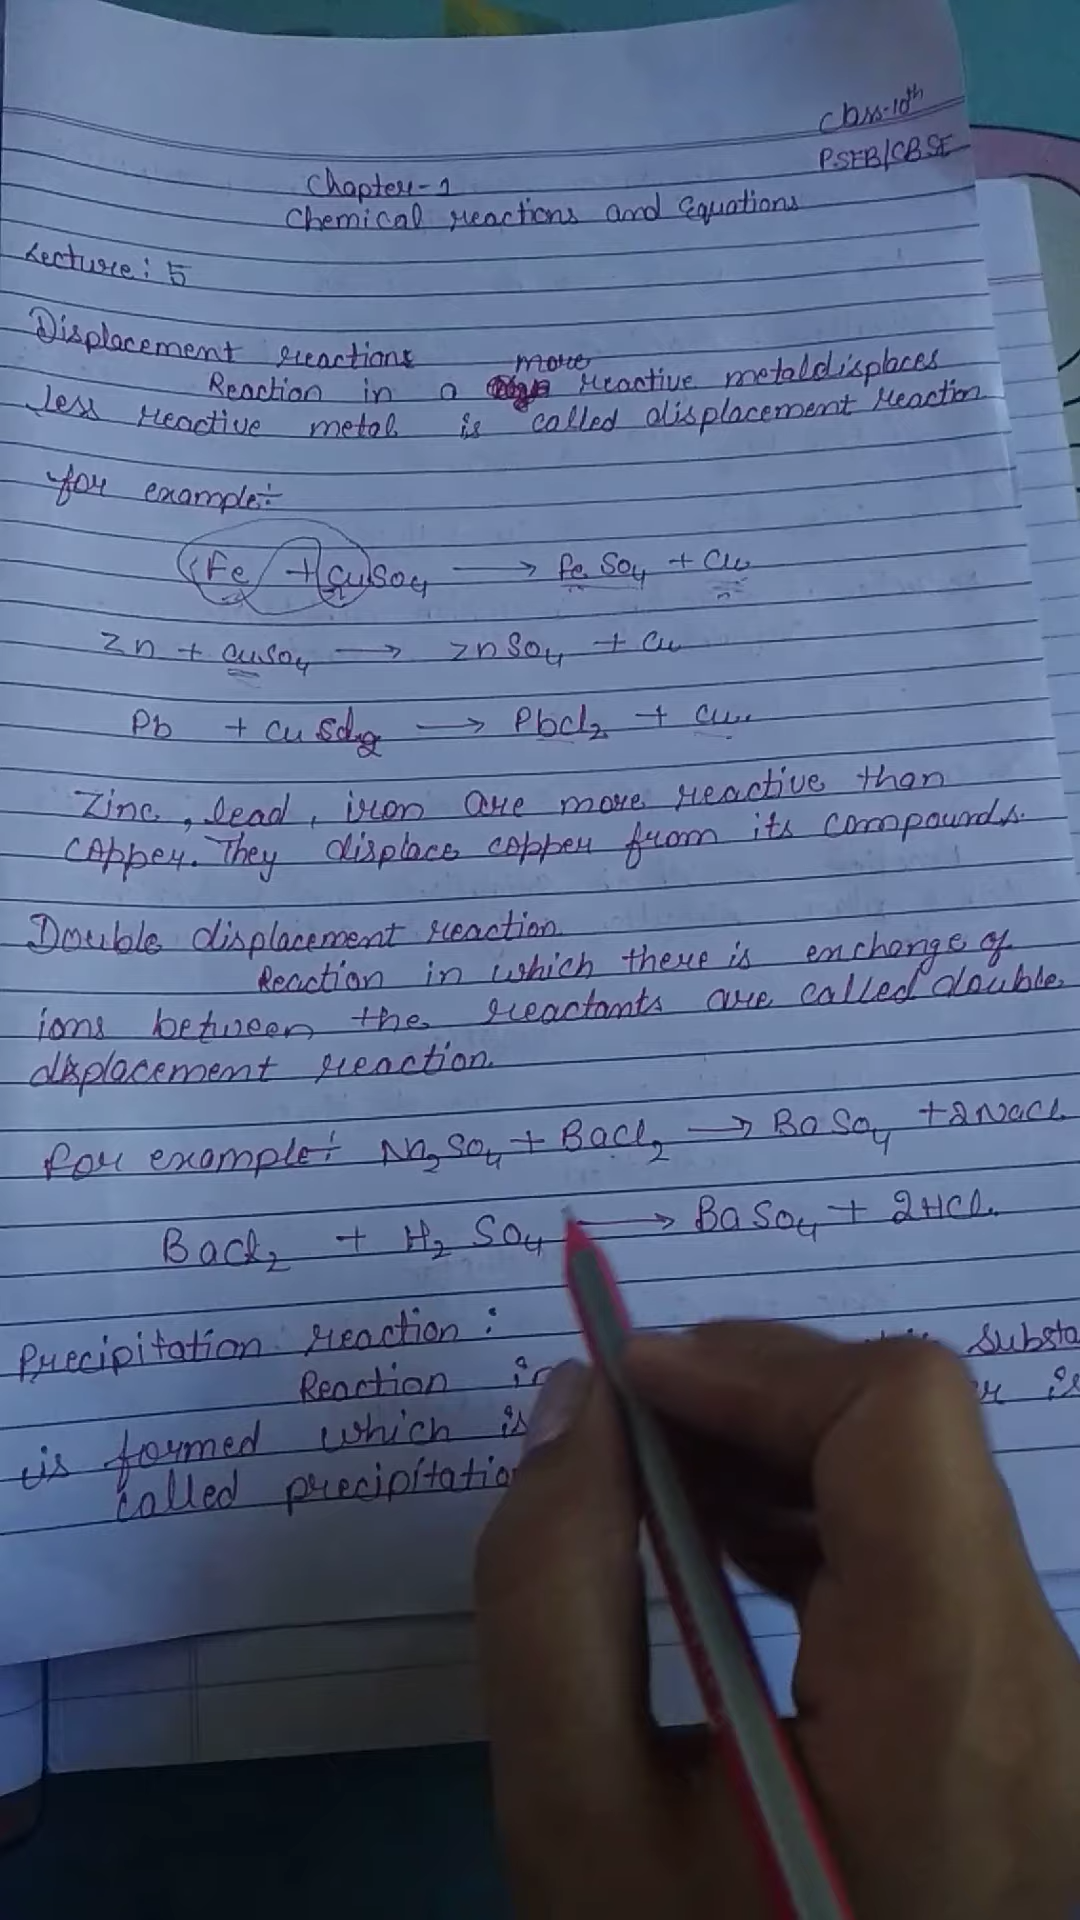 Class-10th
PSEB/CBSE
Chapter-1
Chemical reactions and Equations
Lecture: 5
Displacement reactions
more
Reaction in a reactive metal displaces
less reactive metal is called displacement reaction
for example:-
Fe + CuSO4 → FeSO4 + Cu
Zn + CuSO4 → ZnSO4 + Cu
Pb + Cu → PbCl2 + Cu
Zinc, lead, iron are more reactive than
copper. They displace copper from its compounds.
Double displacement reaction
Reaction in which there is enchange of
ions between the reactants are called double
displacement reaction.
for example:- Na2SO4 + BaCl2 → BaSO4 + 2NaCl
BaCl2 + H2SO4 → BaSO4 + 2HCl
Precipitation reaction:
Reaction in substa
is formed which is is
called precipitatio